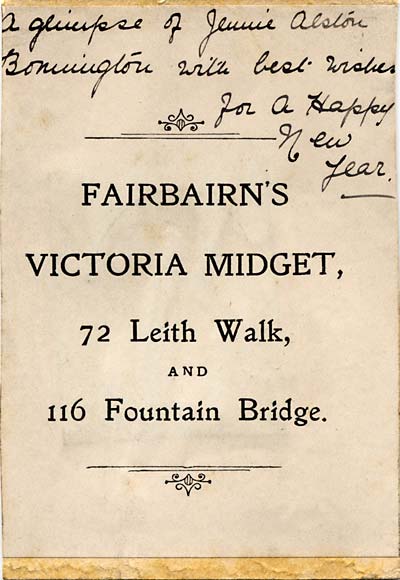 A glimpse of Jennie Alston
Bonnington with best wishes
for A Happy
New
Year.
FAIRBAIRN'S
VICTORIA MIDGET,
72 Leith Walk,
AND
116 Fountain Bridge.